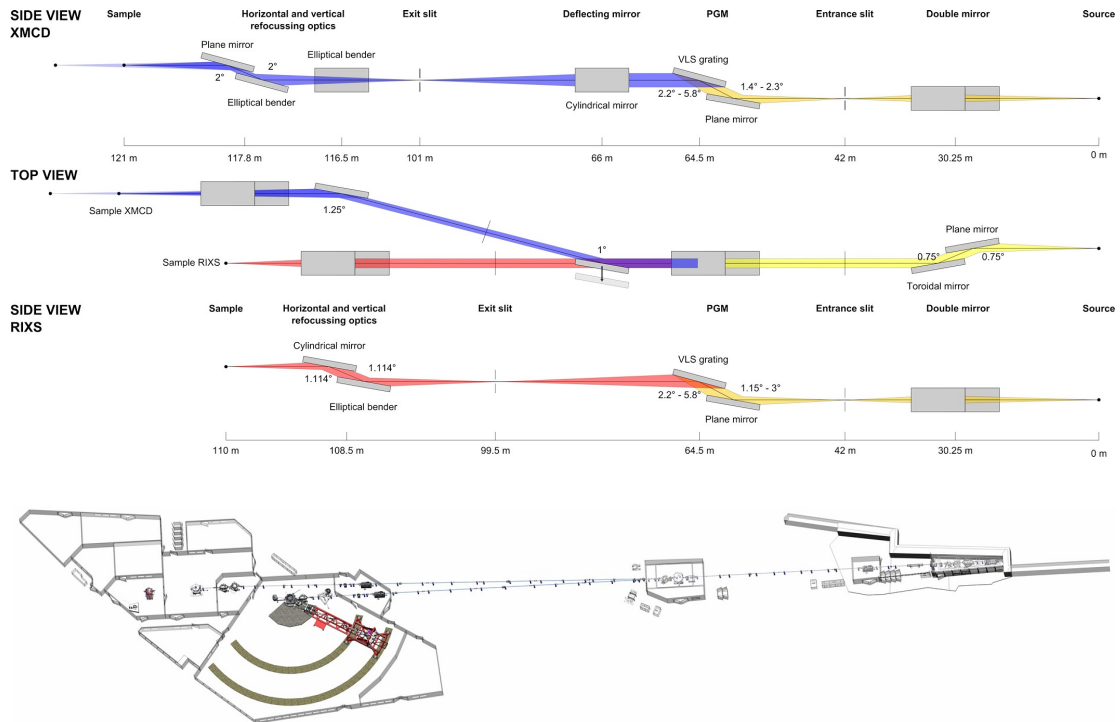 SIDE VIEW
XMCD
Sample
Horizontal and vertical
refocussing optics
Exit slit
Deflecting mirror
PGM
Entrance slit
Double mirror
Source
Plane mirror
Elliptical bender
VLS grating
2°
2°
1.4° - 2.3°
2.2° - 5.8°
Elliptical bender
Cylindrical mirror
Plane mirror
121 m
117.8 m
116.5 m
101 m
66 m
64.5 m
42 m
30.25 m
0 m
TOP VIEW
Sample XMCD
1.25°
Plane mirror
1°
0.75°
0.75°
Sample RIXS
Toroidal mirror
SIDE VIEW
RIXS
Sample
Horizontal and vertical
refocussing optics
Exit slit
PGM
Entrance slit
Double mirror
Source
Cylindrical mirror
VLS grating
1.114°
1.114°
1.15° - 3°
2.2° - 5.8°
Elliptical bender
Plane mirror
110 m
108.5 m
99.5 m
64.5 m
42 m
30.25 m
0 m